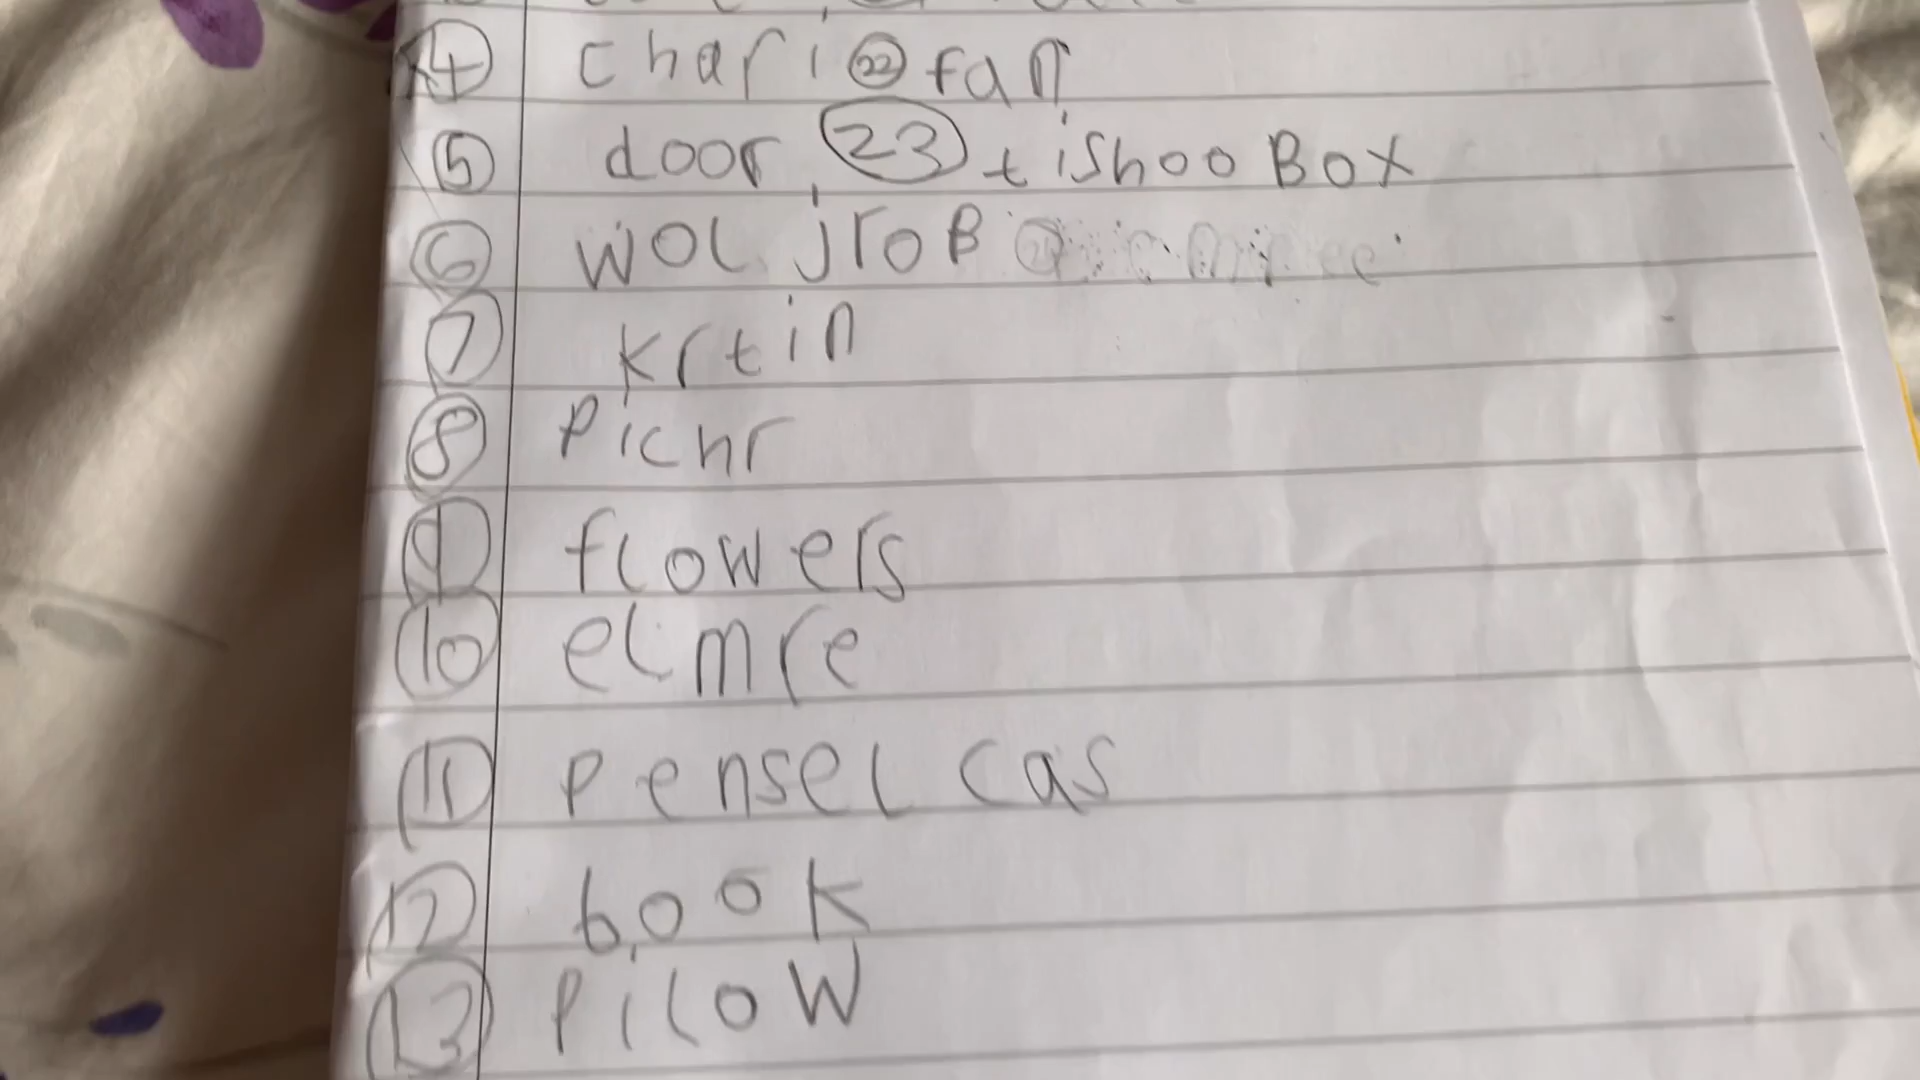 4 chari 22 fan
5 door 23 tishoo Box
6 wol jroB
7 krtin
8 Pichr
9 flowers
10 elmre
11 pensel cas
12 book
13 Pilow